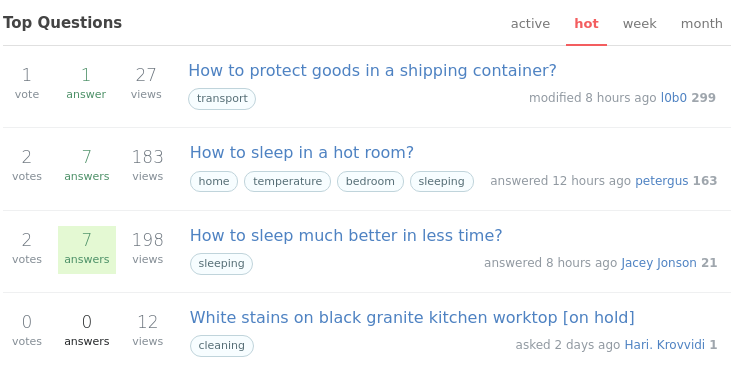 Top Questions active hot week month
1 1 27 How to protect goods in a shipping container?
vote answer views transport modified 8 hours ago l0b0 299
2 7 183 How to sleep in a hot room?
votes answers views home temperature bedroom sleeping answered 12 hours ago petergus 163
2 7 198 How to sleep much better in less time?
votes answers views sleeping answered 8 hours ago Jacey Jonson 21
0 0 12 White stains on black granite kitchen worktop [on hold]
votes answers views cleaning asked 2 days ago Hari. Krovvidi 1